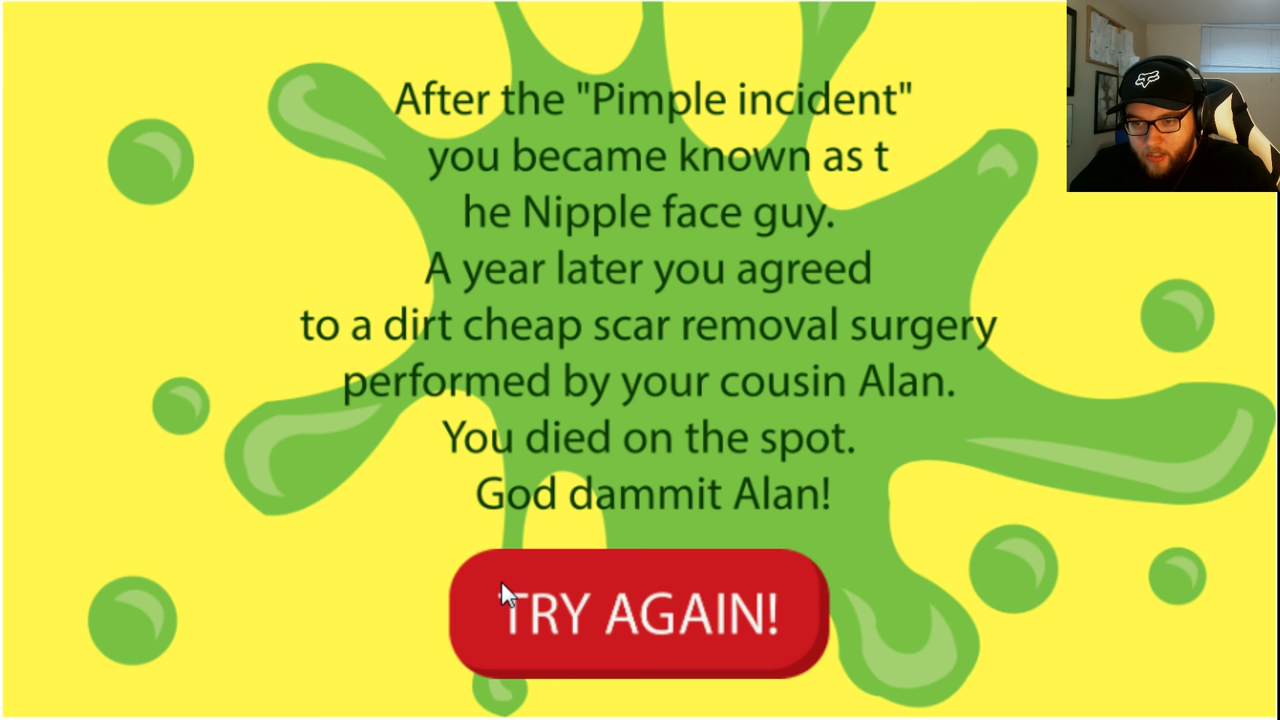 After the "Pimple incident"
you became known as t
he Nipple face guy.
A year later you agreed
to a dirt cheap scar removal surgery
performed by your cousin Alan.
You died on the spot.
God dammit Alan!
TRY AGAIN!